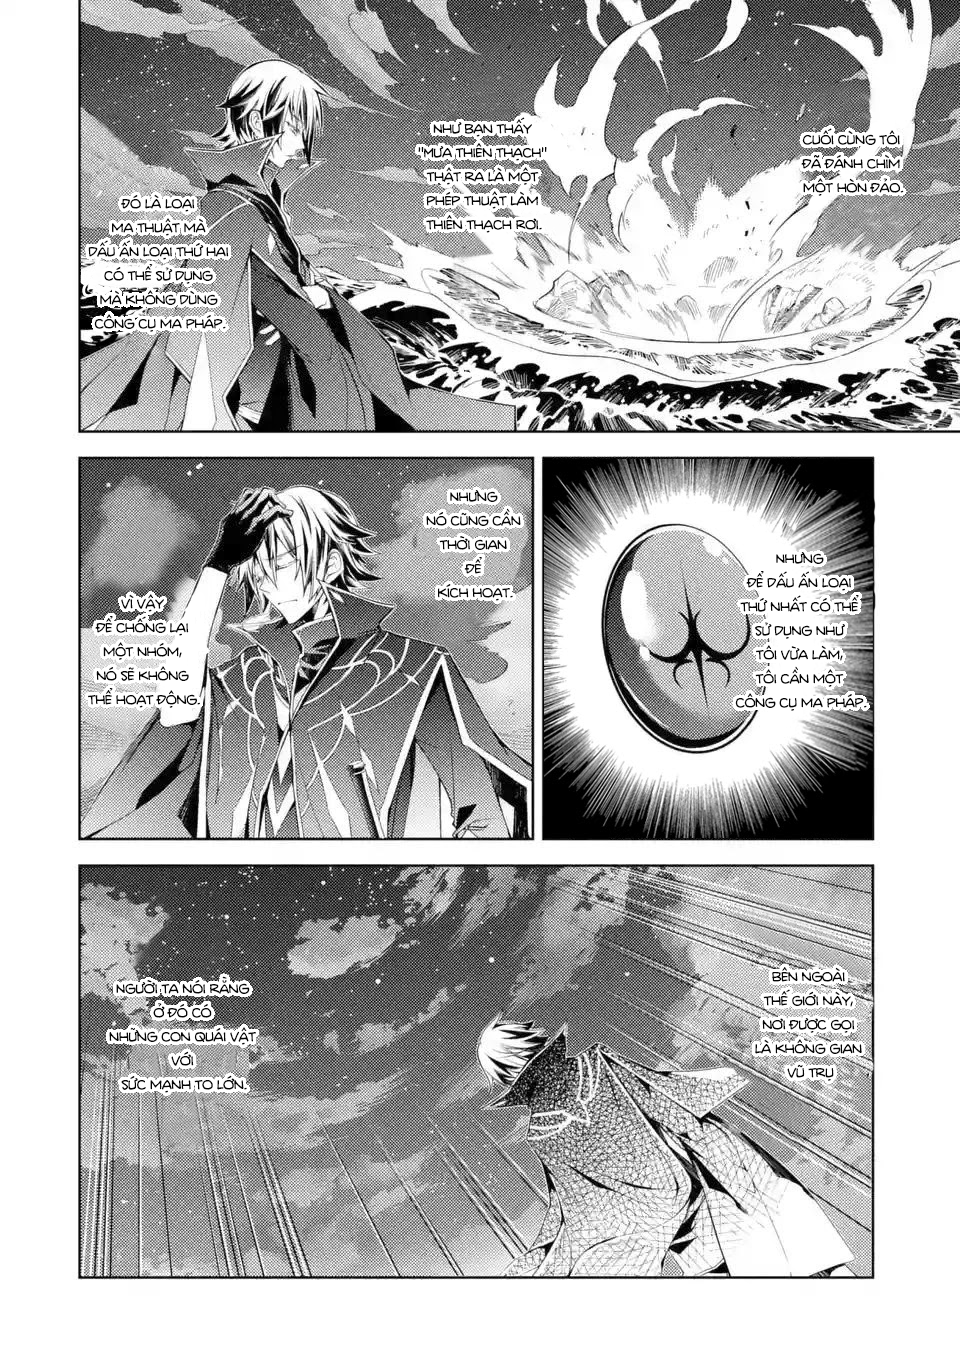 CUỐI CÙNG TÔI
ĐÃ ĐÁNH CHÌM
MỘT HÒN ĐẢO.
NHƯ BẠN THẤY
"MƯA THIÊN THẠCH"
THẬT RA LÀ MỘT
PHÉP THUẬT LÀM
THIÊN THẠCH RƠI.
ĐÓ LÀ LOẠI
MA THUẬT MÀ
DẤU ẤN LOẠI THỨ HAI
CÓ THỂ SỬ DỤNG
MÀ KHÔNG DÙNG
CÔNG CỤ MA PHÁP.
NHƯNG
ĐỂ DẤU ẤN LOẠI
THỨ NHẤT CÓ THỂ
SỬ DỤNG NHƯ
TÔI VỪA LÀM,
TÔI CẦN MỘT
CÔNG CỤ MA PHÁP.
NHƯNG
NÓ CŨNG CẦN
THỜI GIAN
ĐỂ
KÍCH HOẠT.
VÌ VẬY
ĐỂ CHỐNG LẠI
MỘT NHÓM,
NÓ SẼ KHÔNG
THỂ HOẠT ĐỘNG.
BÊN NGOÀI
THẾ GIỚI NÀY,
NƠI ĐƯỢC GỌI
LÀ KHÔNG GIAN
VŨ TRỤ
NGƯỜI TA NÓI RẰNG
Ở ĐÓ CÓ
NHỮNG CON QUÁI VẬT
VỚI
SỨC MẠNH TO LỚN.